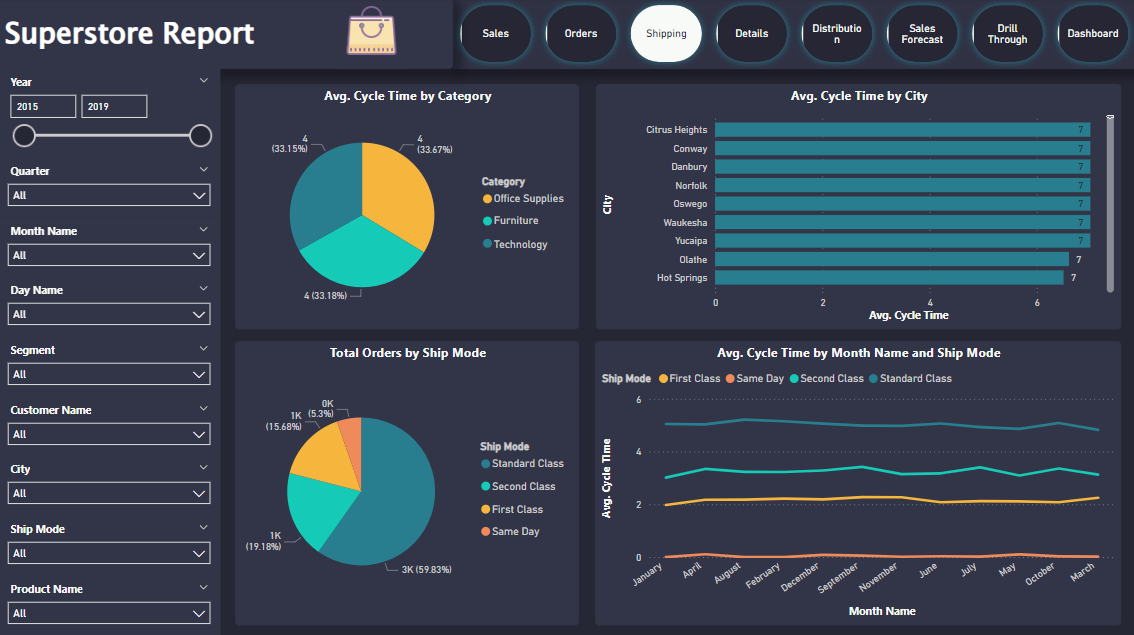 Superstore Report
Sales
Orders
Shipping
Details
Distributio
n
Sales
Forecast
Drill
Through
Dashboard
Year
2015
2019
Quarter
All
Month Name
All
Day Name
All
Segment
All
Customer Name
All
City
All
Ship Mode
All
Product Name
All
Avg. Cycle Time by Category
4
(33.15%)
4
(33.67%)
4 (33.18%)
Category
Office Supplies
Furniture
Technology
Avg. Cycle Time by City
City
Citrus Heights 7
Conway 7
Danbury 7
Norfolk 7
Oswego 7
Waukesha 7
Yucaipa 7
Olathe 7
Hot Springs 7
0 2 4 6
Avg. Cycle Time
Total Orders by Ship Mode
0K
(5.3%)
1K
(15.68%)
1K
(19.18%)
3K (59.83%)
Ship Mode
Standard Class
Second Class
First Class
Same Day
Avg. Cycle Time by Month Name and Ship Mode
Ship Mode First Class Same Day Second Class Standard Class
Avg. Cycle Time
6
4
2
0
January April August February December September November June July May October March
Month Name